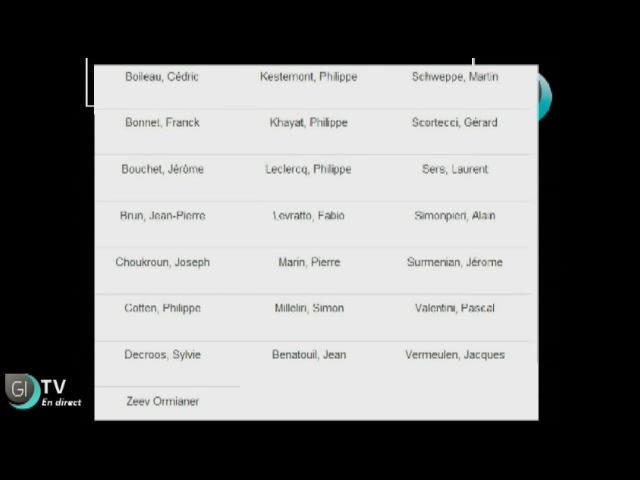 Boileau, Cédric Kestemont, Philippe Schweppe, Martin
Bonnet, Franck Khayat, Philippe Scortecci, Gérard
Bouchet, Jérôme Leclercq, Philippe Sers, Laurent
Brun, Jean-Pierre Levratto, Fabio Simonpieri, Alain
Choukroun, Joseph Marin, Pierre Surmenian, Jérome
Cotten, Philippe Milleliri, Simon Valentini, Pascal
Decroos, Sylvie Benatouil, Jean Vermeulen, Jacques
Zeev Ormianer
GI TV
En direct